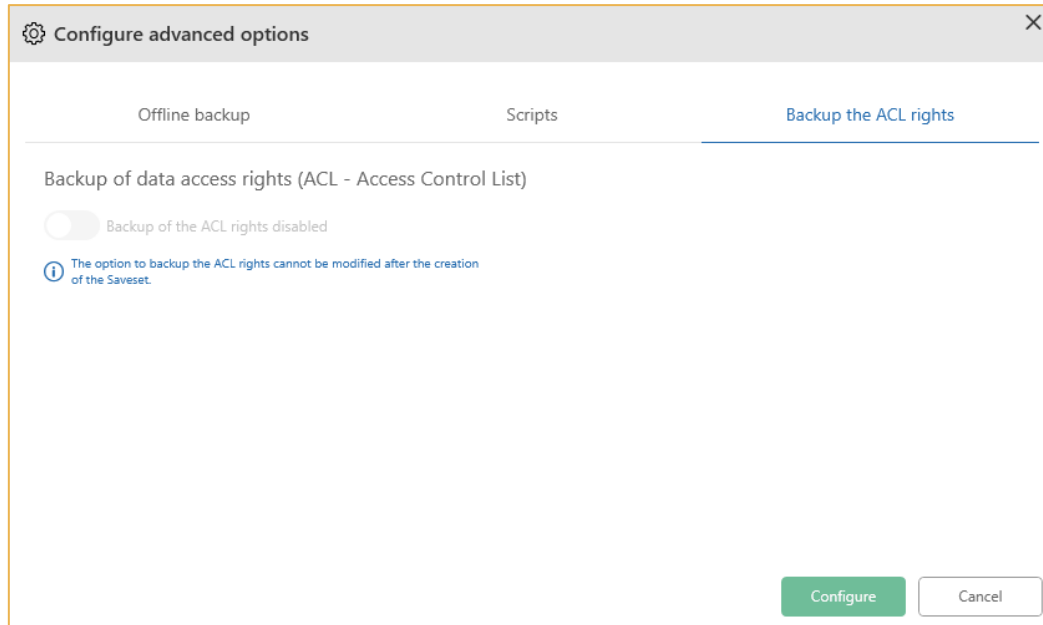 Configure advanced options
Offline backup
Scripts
Backup the ACL rights
Backup of data access rights (ACL - Access Control List)
Backup of the ACL rights disabled
The option to backup the ACL rights cannot be modified after the creation
of the Saveset.
Configure
Cancel